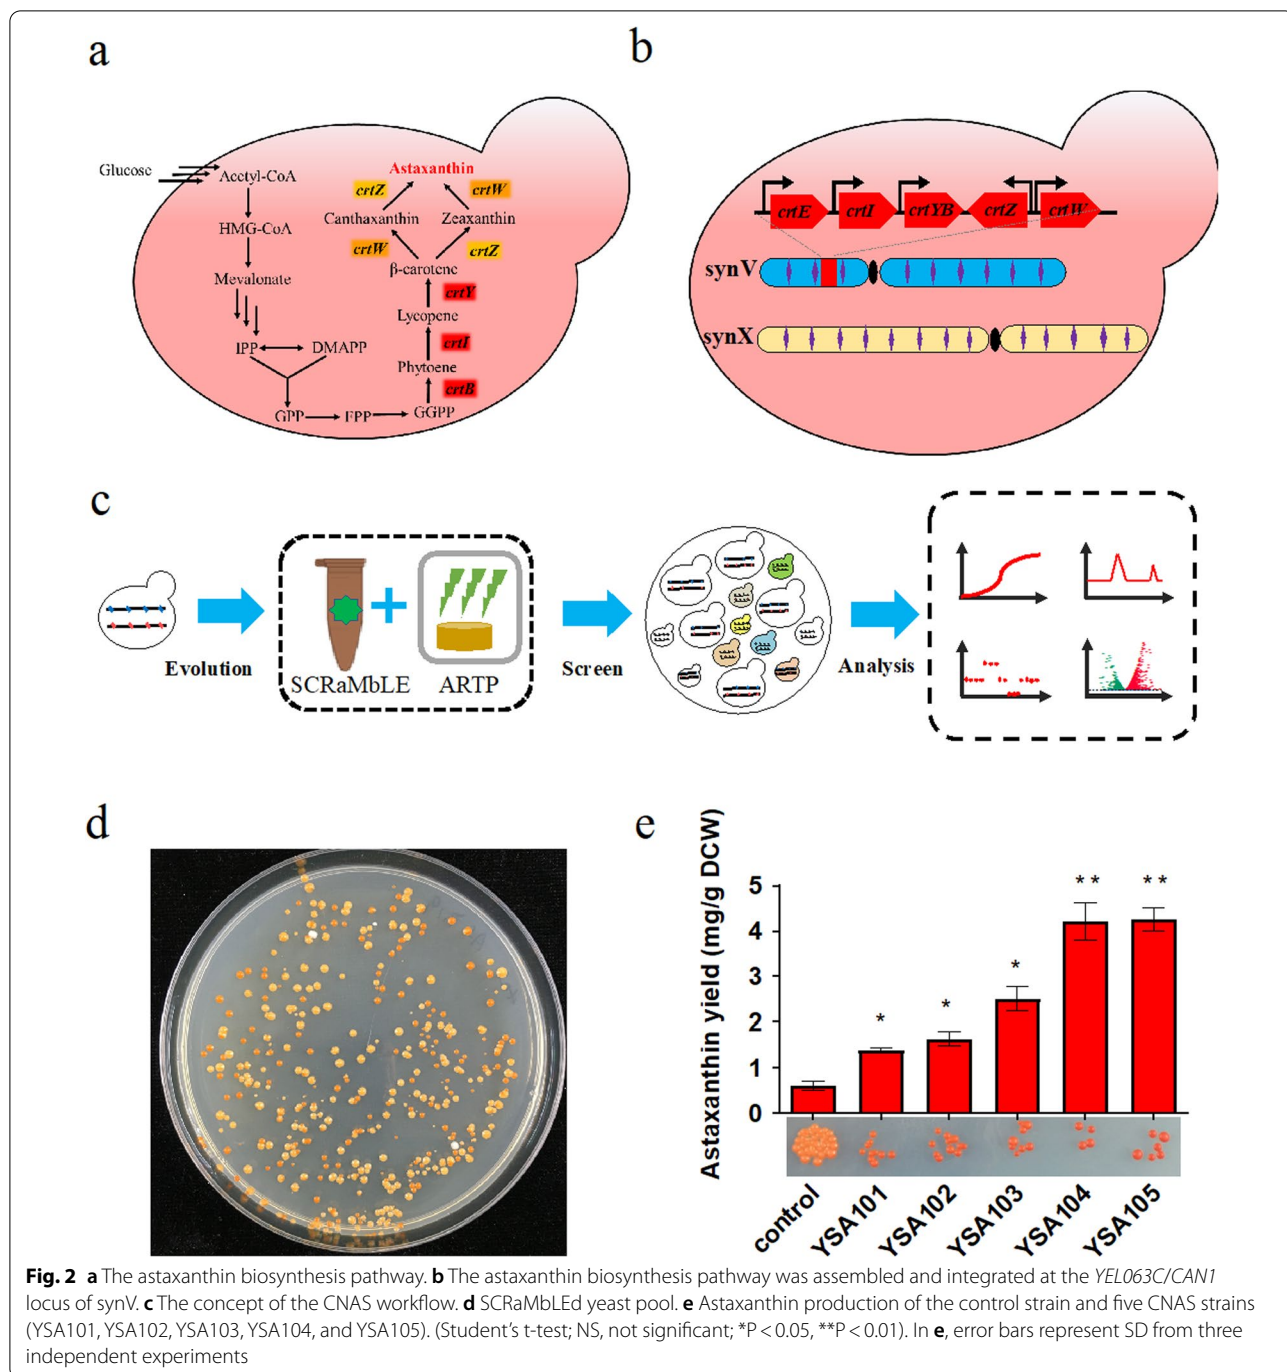 a
Glucose
Acetyl-CoA
HMG-CoA
Mevalonate
IPP
DMAPP
GPP
FPP
GGPP
crtB
Phytoene
crtI
Lycopene
crtY
β-carotene
crtW
crtZ
Canthaxanthin
Zeaxanthin
crtZ
crtW
Astaxanthin
b
crtE
crtI
crtYB
crtZ
crtW
synV
synX
c
Evolution
SCRaMbLE
ARTP
Screen
Analysis
d
e
Astaxanthin yield (mg/g DCW)
5
4
3
2
1
0
*
*
*
**
**
control
YSA101
YSA102
YSA103
YSA104
YSA105
Fig. 2 a The astaxanthin biosynthesis pathway. b The astaxanthin biosynthesis pathway was assembled and integrated at the YEL063C/CAN1
locus of synV. c The concept of the CNAS workflow. d SCRaMbLEd yeast pool. e Astaxanthin production of the control strain and five CNAS strains
(YSA101, YSA102, YSA103, YSA104, and YSA105). (Student’s t-test; NS, not significant; *P < 0.05, **P < 0.01). In e, error bars represent SD from three
independent experiments